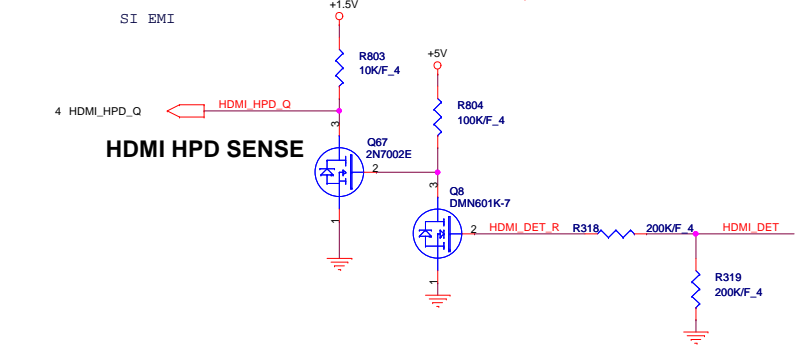 SI EMI
+1.5V
R803
10K/F_4
+5V
4 HDMI_HPD_Q
HDMI_HPD_Q
R804
100K/F_4
3
HDMI HPD SENSE
Q67
2N7002E
2
3
Q8
DMN601K-7
1
2
HDMI_DET_R
R318
200K/F_4
HDMI_DET
1
R319
200K/F_4